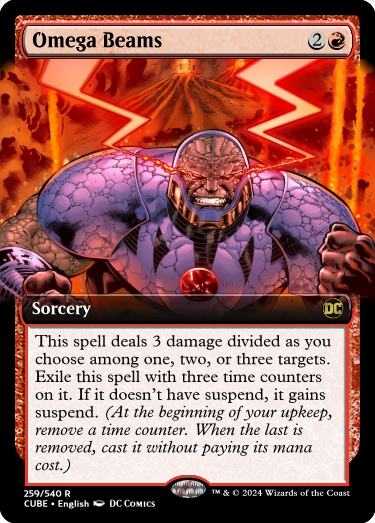 Omega Beams 2
Sorcery DC
This spell deals 3 damage divided as you
choose among one, two, or three targets.
Exile this spell with three time counters
on it. If it doesn't have suspend, it gains
suspend. (At the beginning of your upkeep,
remove a time counter. When the last is
removed, cast it without paying its mana
cost.)
259/540 R
CUBE • English DC COMICS ™ & © 2024 Wizards of the Coast